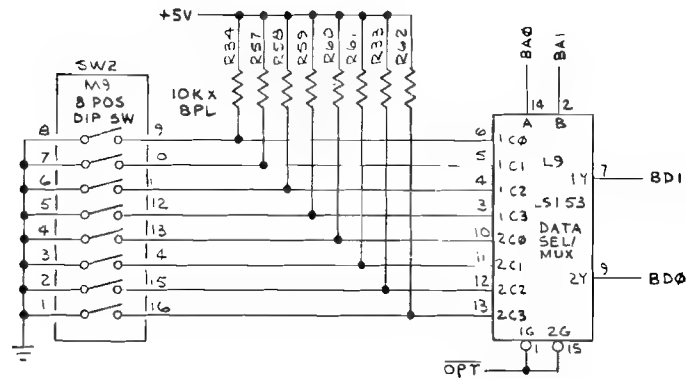 +5V
R34
R57
R58
R59
R60
R61
R33
R62
10K X
8PL
SW2
M9
8 POS
DIP SW
BA0
BA1
14
2
A
B
8
9
6
1C0
7
0
5
1C1
L9
6
4
1C2
1Y
7
BD1
5
12
3
1C3
LS153
4
13
10
2C0
DATA
SEL/
MUX
3
4
11
2C1
2Y
9
BD0
2
15
12
2C2
1
16
13
2C3
1G
2G
OPT
1
15